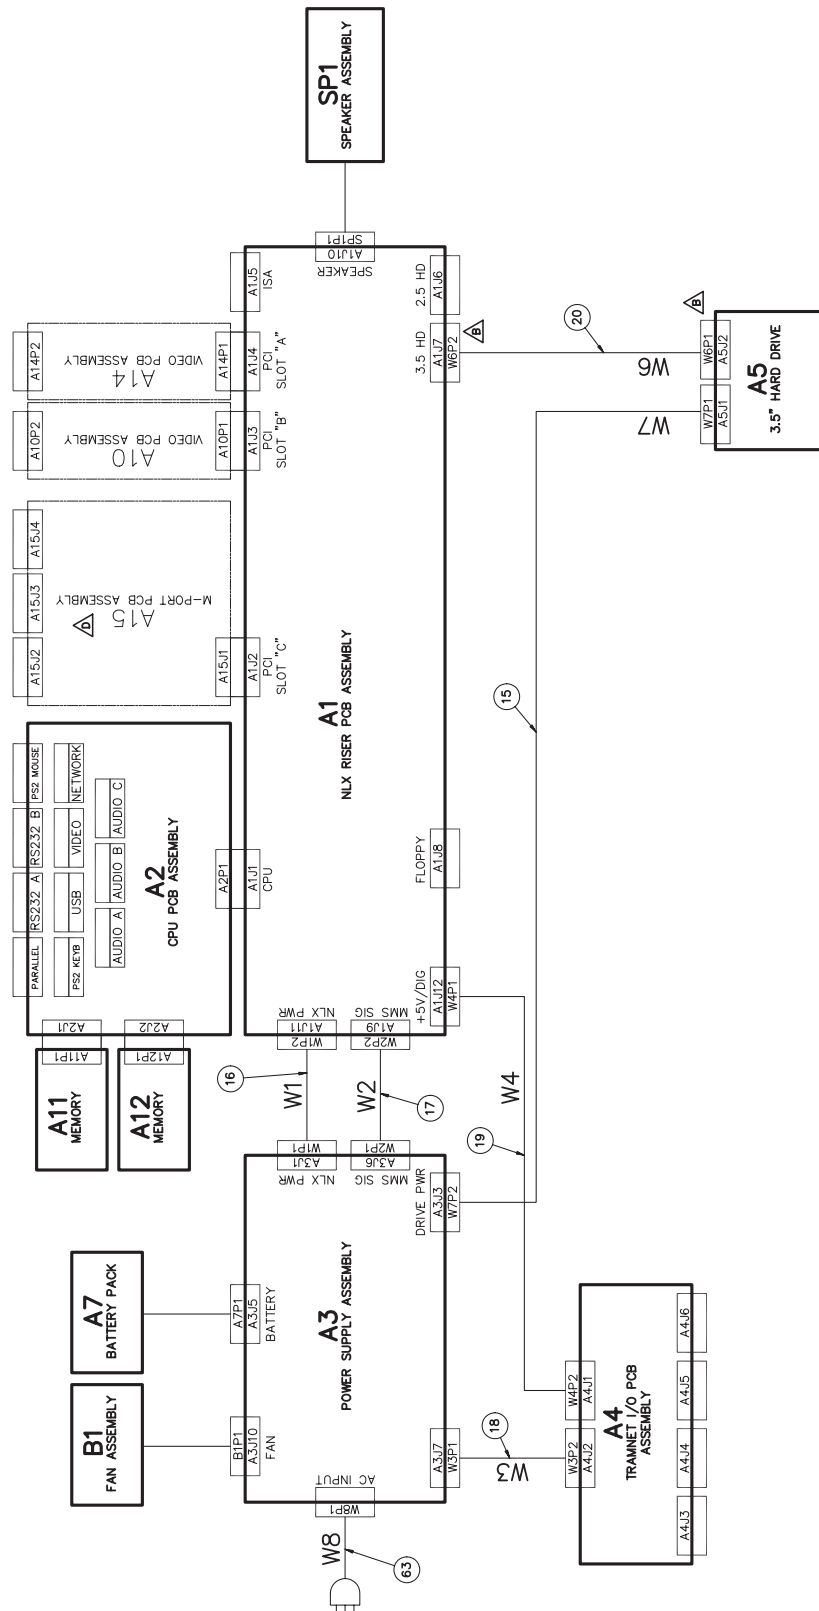 SP1
SPEAKER ASSEMBLY
SP1P1
A1J10
SPEAKER
A14P2
A14
VIDEO PCB ASSEMBLY
A14P1
A1J4
PCI
SLOT "A"
A1J5
ISA
A10P2
A10
VIDEO PCB ASSEMBLY
A10P1
A1J3
PCI
SLOT "B"
A15J4
A15J3
A15J2
D
A15
M-PORT PCB ASSEMBLY
A15J1
A1J2
PCI
SLOT "C"
A1
NLX RISER PCB ASSEMBLY
2.5 HD
A1J6
3.5 HD
A1J7
W6P2
B
20
W6
B
W6P1
A5J2
W7
W7P1
A5J1
A5
3.5" HARD DRIVE
15
PARALLEL
RS232 A
RS232 B
PS2 MOUSE
PS2 KEYB
USB
VIDEO
NETWORK
AUDIO A
AUDIO B
AUDIO C
A2
CPU PCB ASSEMBLY
A2P1
A1J1
CPU
FLOPPY
A1J8
A2J1
A11P1
A11
MEMORY
A2J2
A12P1
A12
MEMORY
NLX PWR
A1J11
W1P2
MMS SIG
A1J9
W2P2
+5V/DIG
A1J12
W4P1
16
W1
W2
17
W4
19
W1P1
A3J1
NLX PWR
W2P1
A3J6
MMS SIG
DRIVE PWR
A3J3
W7P2
A7
BATTERY PACK
A7P1
A3J5
BATTERY
A3
POWER SUPPLY ASSEMBLY
B1
FAN ASSEMBLY
B1P1
A3J10
FAN
AC INPUT
W8P1
W8
63
A3J7
W3P1
W3
18
W3P2
A4J2
W4P2
A4J1
A4
TRAMNET I/O PCB
ASSEMBLY
A4J3
A4J4
A4J5
A4J6